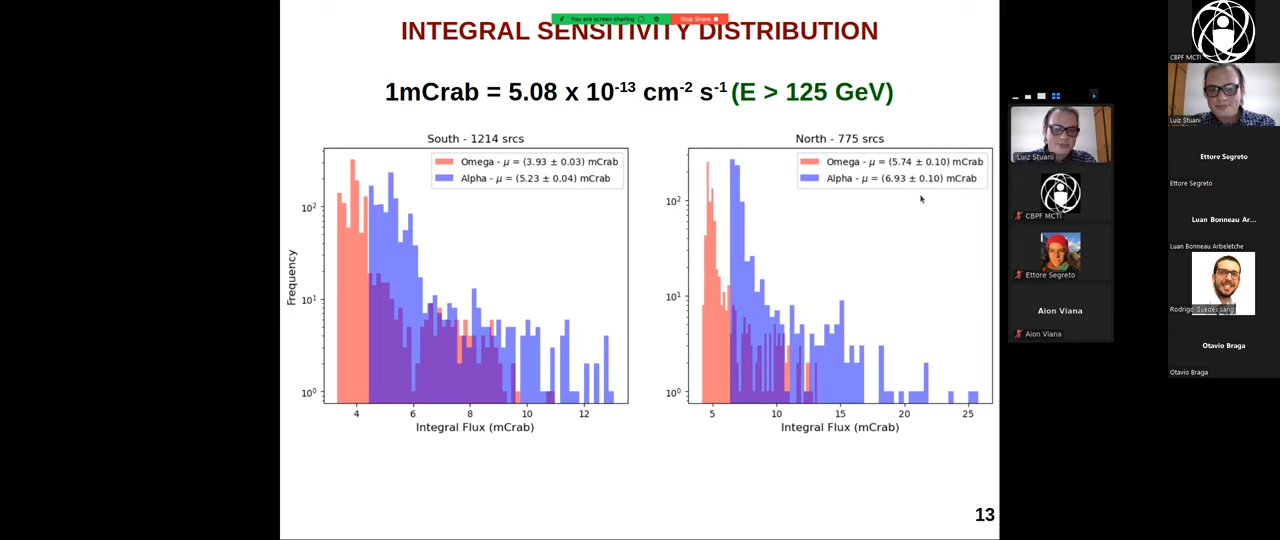 You are screen sharing
Stop Share
INTEGRAL SENSITIVITY DISTRIBUTION
1mCrab = 5.08 x 10⁻¹³ cm⁻² s⁻¹ (E > 125 GeV)
South - 1214 srcs
Omega - μ = (3.93 ± 0.03) mCrab
Alpha - μ = (5.23 ± 0.04) mCrab
Frequency
10²
10¹
10⁰
4 6 8 10 12
Integral Flux (mCrab)
North - 775 srcs
Omega - μ = (5.74 ± 0.10) mCrab
Alpha - μ = (6.93 ± 0.10) mCrab
10²
10¹
10⁰
5 10 15 20 25
Integral Flux (mCrab)
13
Luiz Stuani
CBPF MCTI
Ettore Segreto
Aion Viana
Aion Viana
CBPF MCTI
Luiz Stuani
Ettore Segreto
Ettore Segreto
Luan Bonneau Ar...
Luan Bonneau Arbeletche
Rodrigo Guedes Lang
Otavio Braga
Otavio Braga